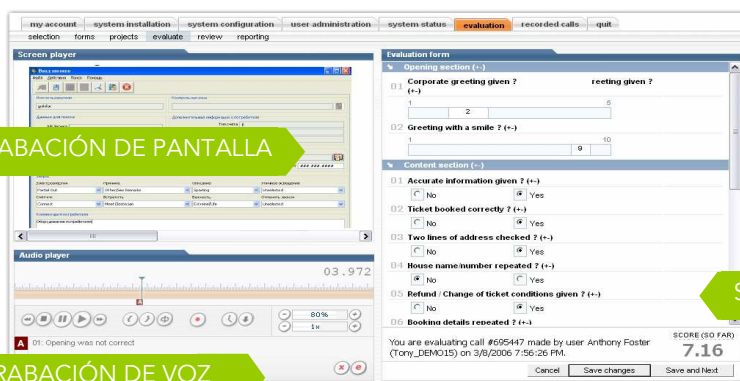 my account system installation system configuration user administration system status evaluation recorded calls quit
selection forms projects evaluate review reporting
Screen player
ABACIÓN DE PANTALLA
Audio player
03.972
A
80%
1x
A 01: Opening was not correct
RABACIÓN DE VOZ
Evaluation form
Opening section (+-)
01 Corporate greeting given ? reeting given ?
(+-)
1 5
2
02 Greeting with a smile ? (+-)
1 10
9
Content section (+-)
01 Accurate information given ? (+-)
No Yes
02 Ticket booked correctly ? (+-)
No Yes
03 Two lines of address checked ? (+-)
No Yes
04 House name/number repeated ? (+-)
No Yes
05 Refund / Change of ticket conditions given ? (+-)
No Yes
S
06 Booking details repeated ? (+-)
You are evaluating call #695447 made by user Anthony Foster
(Tony_DEMO15) on 3/8/2006 7:56:26 PM.
SCORE (SO FAR)
7.16
Cancel Save changes Save and Next